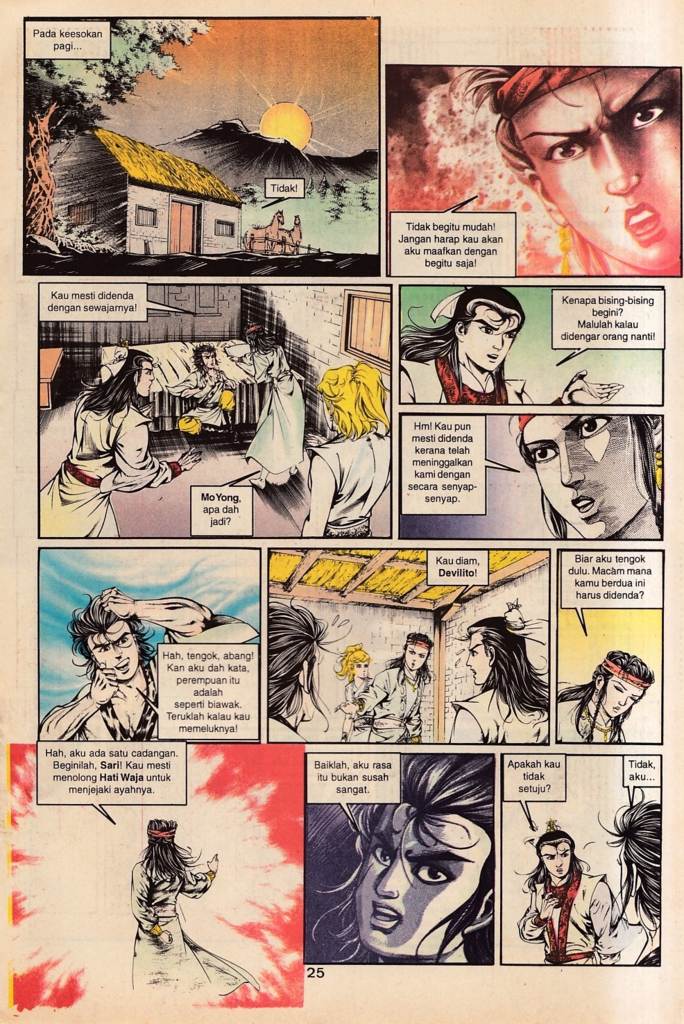 Pada keesokan
pagi...
Tidak!
Tidak begitu mudah!
Jangan harap kau akan
aku maafkan dengan
begitu saja!
Kau mesti didenda
dengan sewajarnya!
Mo Yong,
apa dah
jadi?
Kenapa bising-bising
begini?
Malulah kalau
didengar orang nanti!
Hm! Kau pun
mesti didenda
kerana telah
meninggalkan
kami dengan
secara senyap-
senyap.
Hah, tengok, abang!
Kan aku dah kata,
perempuan itu
adalah
seperti biawak.
Teruklah kalau kau
memeluknya!
Kau diam,
Devilito!
Biar aku tengok
dulu. Macam mana
kamu berdua ini
harus didenda?
Hah, aku ada satu cadangan.
Beginilah, Sari! Kau mesti
menolong Hati Waja untuk
menjejaki ayahnya.
Baiklah, aku rasa
itu bukan susah
sangat.
Apakah kau
tidak
setuju?
Tidak,
aku...
25